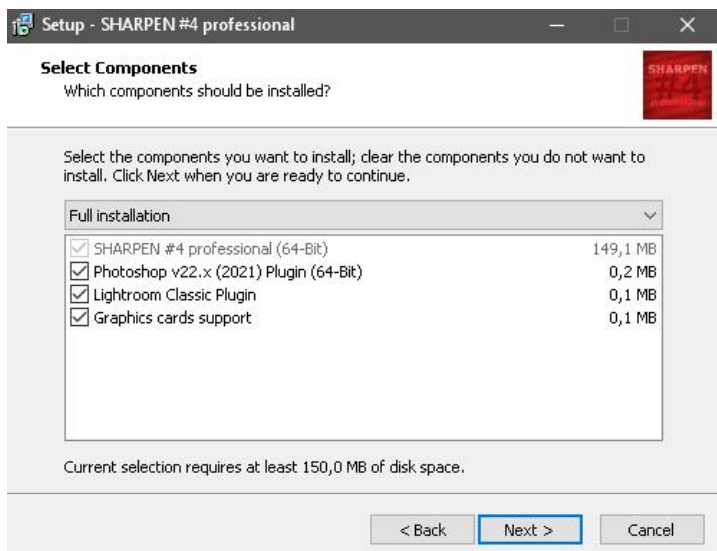 Setup - SHARPEN #4 professional
Select Components
Which components should be installed?
SHARPEN
#4
professional
Select the components you want to install; clear the components you do not want to
install. Click Next when you are ready to continue.
Full installation
SHARPEN #4 professional (64-Bit) 149,1 MB
Photoshop v22.x (2021) Plugin (64-Bit) 0,2 MB
Lightroom Classic Plugin 0,1 MB
Graphics cards support 0,1 MB
Current selection requires at least 150,0 MB of disk space.
< Back Next > Cancel